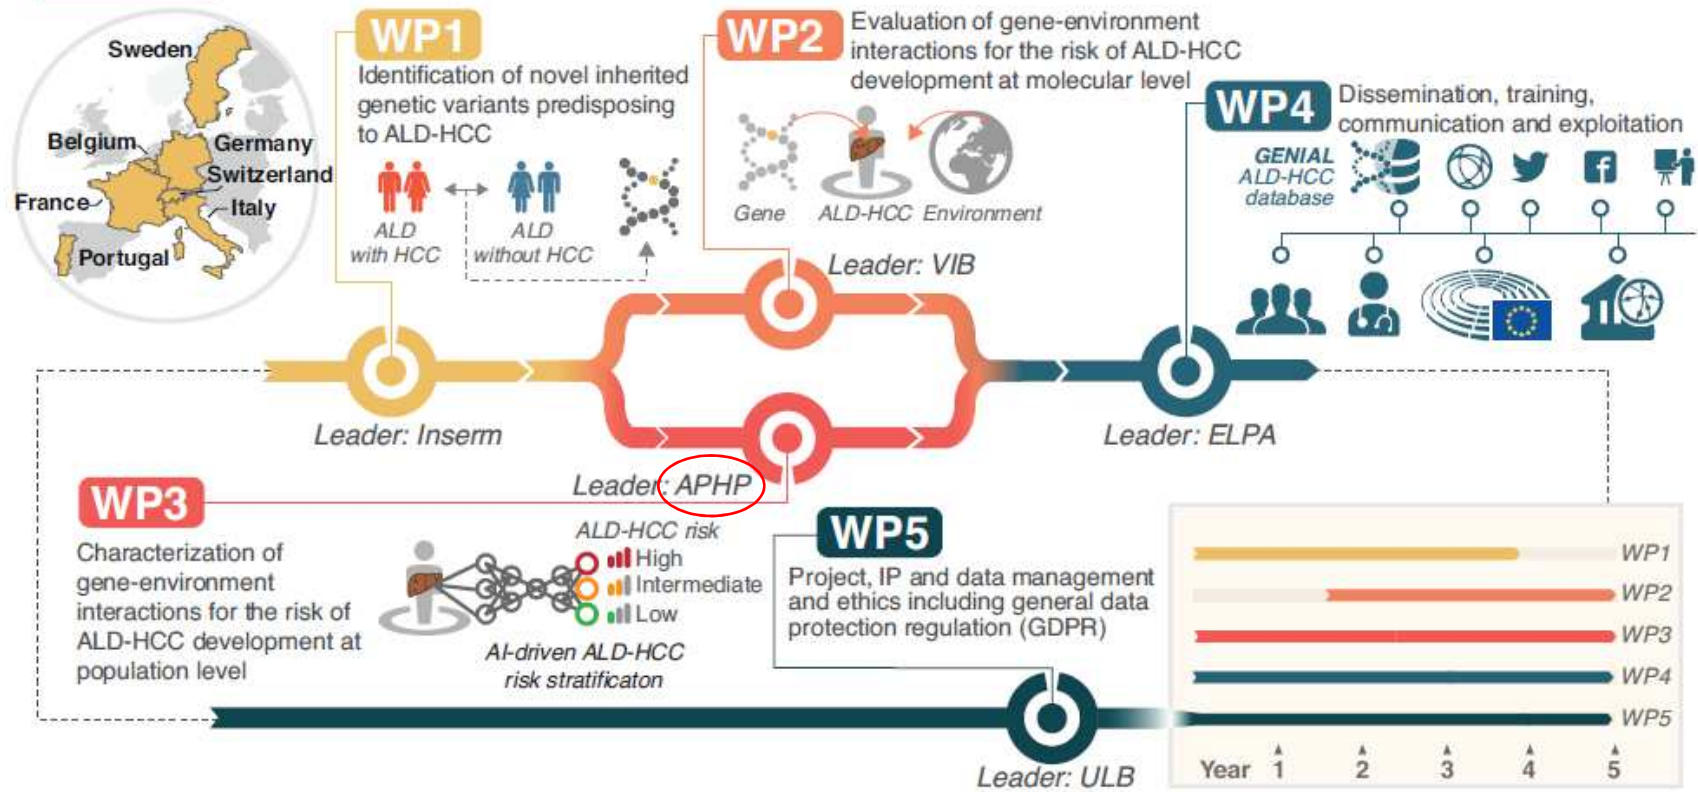 Sweden
Belgium
Germany
Switzerland
France
Italy
Portugal
WP1
Identification of novel inherited
genetic variants predisposing
to ALD-HCC
ALD
with HCC
ALD
without HCC
Leader: Inserm
WP2
Evaluation of gene-environment
interactions for the risk of ALD-HCC
development at molecular level
Gene
ALD-HCC
Environment
Leader: VIB
WP4
Dissemination, training,
communication and exploitation
GENIAL
ALD-HCC
database
Leader: ELPA
Leader: APHP
WP3
Characterization of
gene-environment
interactions for the risk of
ALD-HCC development at
population level
ALD-HCC risk
High
Intermediate
Low
AI-driven ALD-HCC
risk stratificaton
WP5
Project, IP and data management
and ethics including general data
protection regulation (GDPR)
Leader: ULB
WP1
WP2
WP3
WP4
WP5
Year 1 2 3 4 5